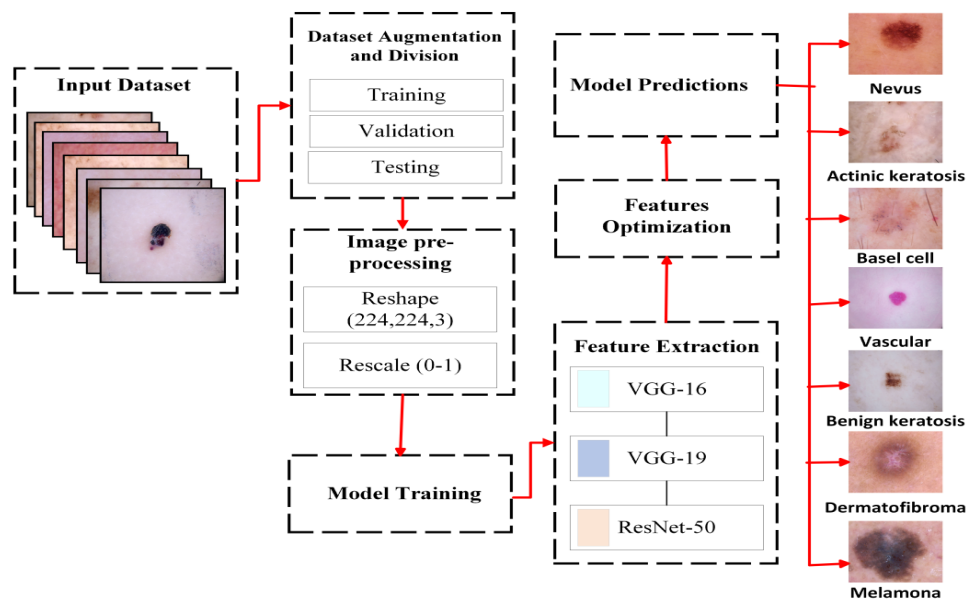 Input Dataset
Dataset Augmentation
and Division
Training
Validation
Testing
Image pre-
processing
Reshape
(224,224,3)
Rescale (0-1)
Model Training
Feature Extraction
VGG-16
VGG-19
ResNet-50
Features
Optimization
Model Predictions
Nevus
Actinic keratosis
Basel cell
Vascular
Benign keratosis
Dermatofibroma
Melamona